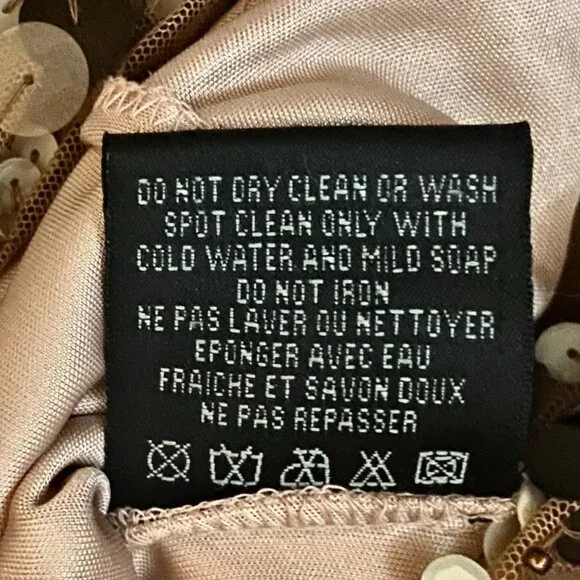 DO NOT DRY CLEAN OR WASH
SPOT CLEAN ONLY WITH
COLD WATER AND MILD SOAP
DO NOT IRON
NE PAS LAVER OU NETTOYER
EPONGER AVEC EAU
FRAICHE ET SAVON DOUX
NE PAS REPASSER